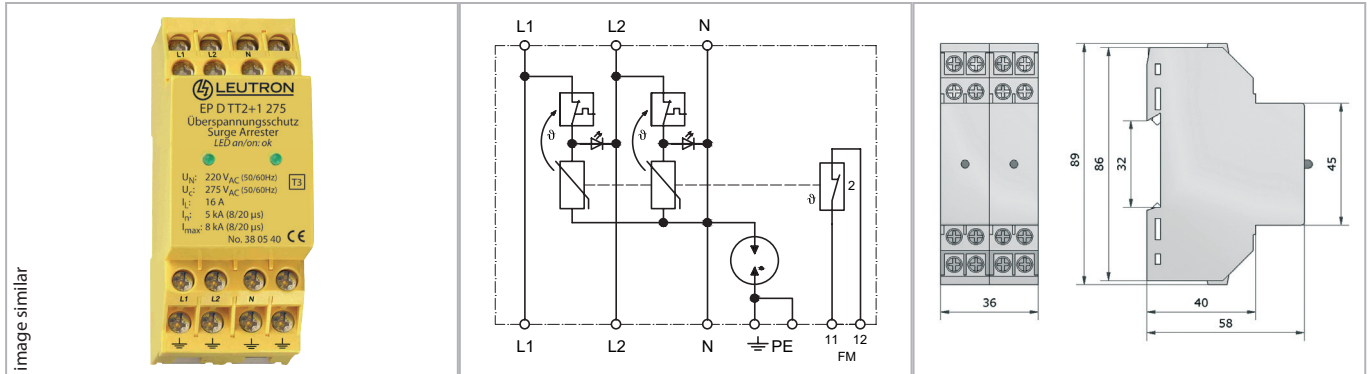 image similar
L1 L2 N
LEUTRON
EP D TT2+1 275
Überspannungsschutz
Surge Arrester
LED an/on: ok
T3
UN: 220 VAC (50/60Hz)
Uc: 275 VAC (50/60Hz)
IL: 16 A
In: 5 kA (8/20 µs)
Imax: 8 kA (8/20 µs)
No. 38 05 40 CE
L1 L2 N
L1 L2 N
ϑ ϑ
ϑ 2
L1 L2 N PE 11 12
FM
89 86 32 45
36 40
58